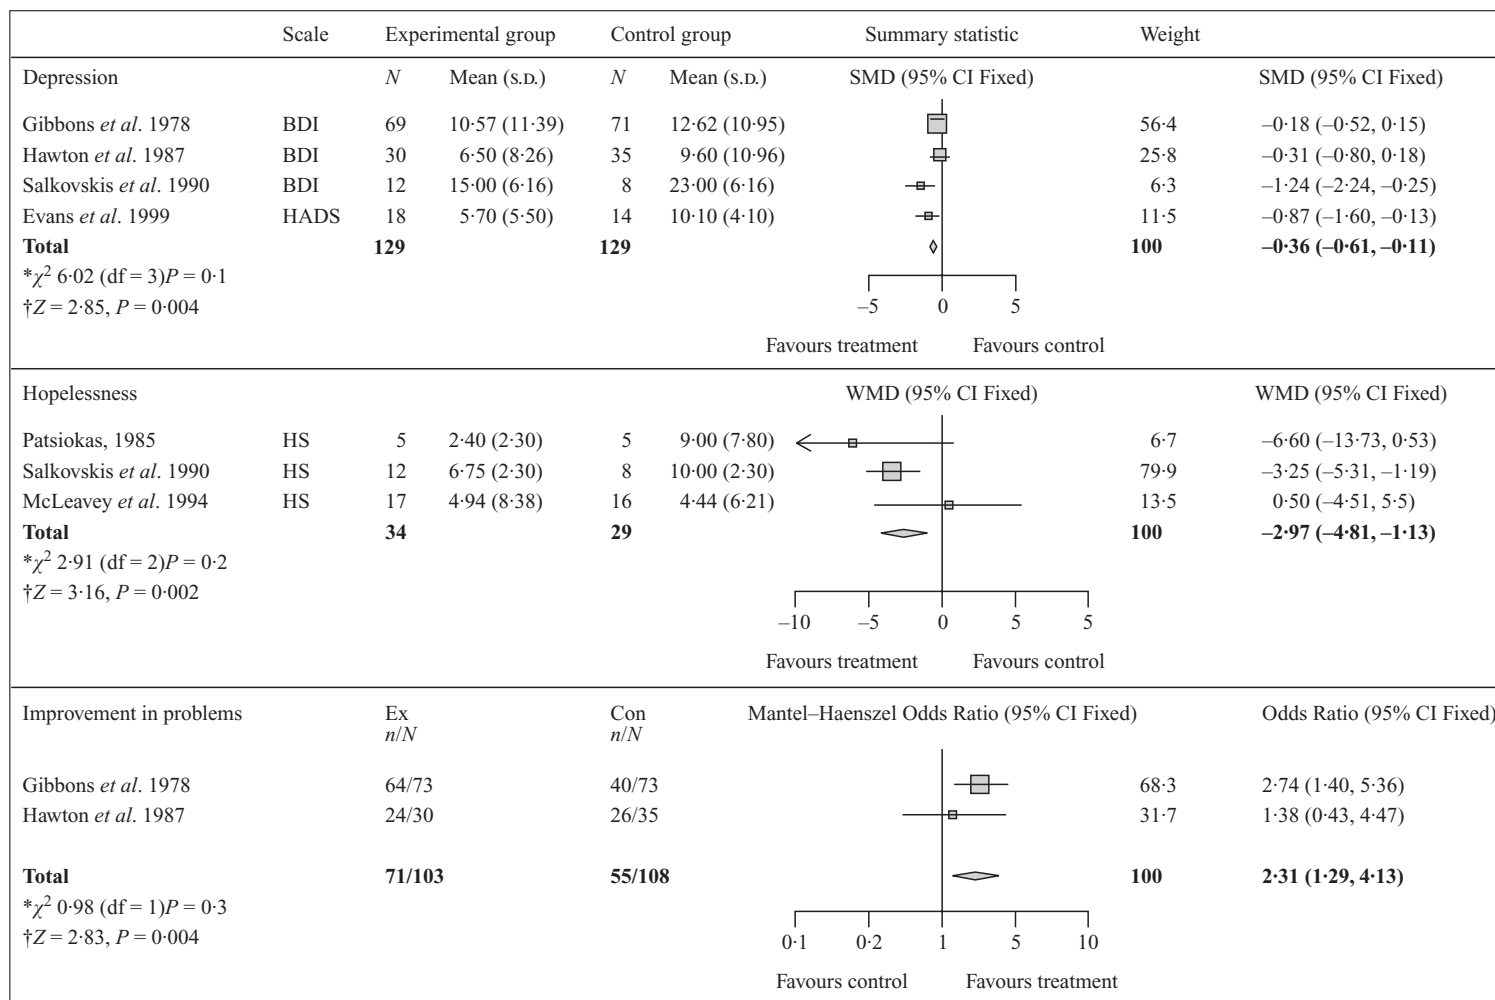 Scale Experimental group Control group Summary statistic Weight
Depression N Mean (S.D.) N Mean (S.D.) SMD (95% CI Fixed) SMD (95% CI Fixed)
Gibbons et al. 1978 BDI 69 10·57 (11·39) 71 12·62 (10·95) 56·4 –0·18 (–0·52, 0·15)
Hawton et al. 1987 BDI 30 6·50 (8·26) 35 9·60 (10·96) 25·8 –0·31 (–0·80, 0·18)
Salkovskis et al. 1990 BDI 12 15·00 (6·16) 8 23·00 (6·16) 6·3 –1·24 (–2·24, –0·25)
Evans et al. 1999 HADS 18 5·70 (5·50) 14 10·10 (4·10) 11·5 –0·87 (–1·60, –0·13)
Total 129 129 100 –0·36 (–0·61, –0·11)
*χ² 6·02 (df = 3)P = 0·1
†Z = 2·85, P = 0·004
–5 0 5
Favours treatment Favours control
Hopelessness WMD (95% CI Fixed) WMD (95% CI Fixed)
Patsiokas, 1985 HS 5 2·40 (2·30) 5 9·00 (7·80) 6·7 –6·60 (–13·73, 0·53)
Salkovskis et al. 1990 HS 12 6·75 (2·30) 8 10·00 (2·30) 79·9 –3·25 (–5·31, –1·19)
McLeavey et al. 1994 HS 17 4·94 (8·38) 16 4·44 (6·21) 13·5 0·50 (–4·51, 5·5)
Total 34 29 100 –2·97 (–4·81, –1·13)
*χ² 2·91 (df = 2)P = 0·2
†Z = 3·16, P = 0·002
–10 –5 0 5 5
Favours treatment Favours control
Improvement in problems Ex Con Mantel–Haenszel Odds Ratio (95% CI Fixed) Odds Ratio (95% CI Fixed)
n/N n/N
Gibbons et al. 1978 64/73 40/73 68·3 2·74 (1·40, 5·36)
Hawton et al. 1987 24/30 26/35 31·7 1·38 (0·43, 4·47)
Total 71/103 55/108 100 2·31 (1·29, 4·13)
*χ² 0·98 (df = 1)P = 0·3
†Z = 2·83, P = 0·004
0·1 0·2 1 5 10
Favours control Favours treatment